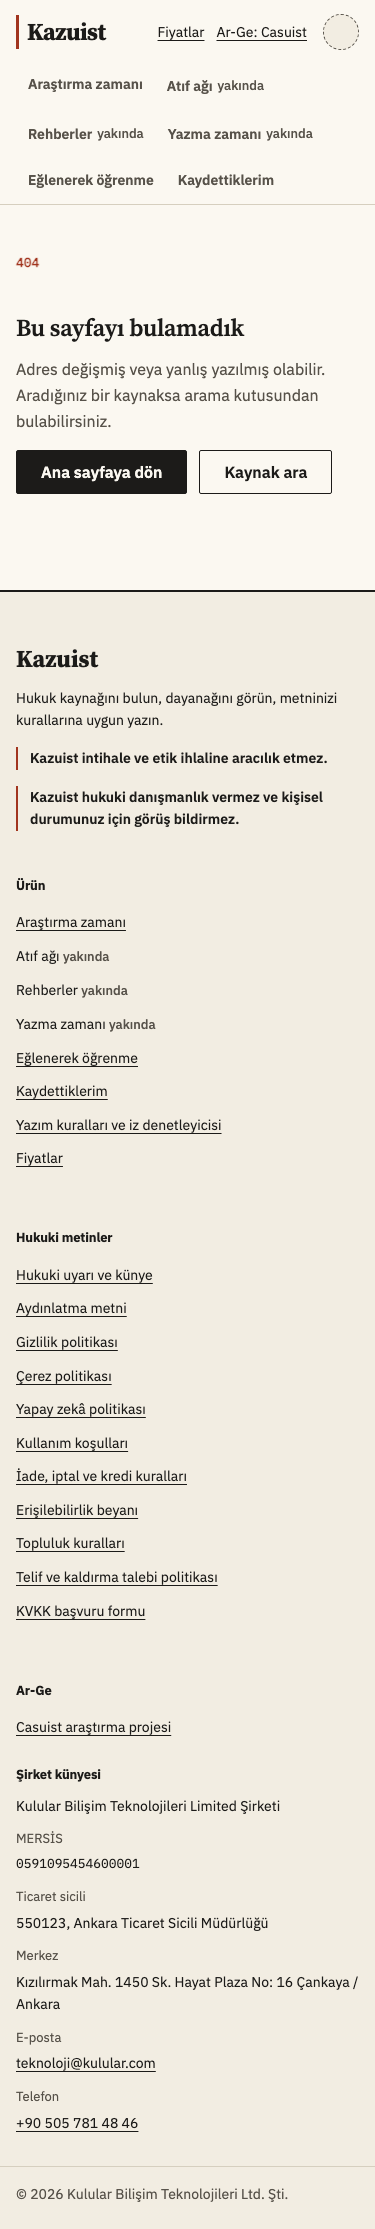 Kazuist
Fiyatlar Ar-Ge: Casuist
Araştırma zamanı Atıf ağı yakında
Rehberler yakında Yazma zamanı yakında
Eğlenerek öğrenme Kaydettiklerim
404
Bu sayfayı bulamadık
Adres değişmiş veya yanlış yazılmış olabilir.
Aradığınız bir kaynaksa arama kutusundan
bulabilirsiniz.
Ana sayfaya dön Kaynak ara
Kazuist
Hukuk kaynağını bulun, dayanağını görün, metninizi
kurallarına uygun yazın.
Kazuist intihale ve etik ihlaline aracılık etmez.
Kazuist hukuki danışmanlık vermez ve kişisel
durumunuz için görüş bildirmez.
Ürün
Araştırma zamanı
Atıf ağı yakında
Rehberler yakında
Yazma zamanı yakında
Eğlenerek öğrenme
Kaydettiklerim
Yazım kuralları ve iz denetleyicisi
Fiyatlar
Hukuki metinler
Hukuki uyarı ve künye
Aydınlatma metni
Gizlilik politikası
Çerez politikası
Yapay zekâ politikası
Kullanım koşulları
İade, iptal ve kredi kuralları
Erişilebilirlik beyanı
Topluluk kuralları
Telif ve kaldırma talebi politikası
KVKK başvuru formu
Ar-Ge
Casuist araştırma projesi
Şirket künyesi
Kulular Bilişim Teknolojileri Limited Şirketi
MERSİS
0591095454600001
Ticaret sicili
550123, Ankara Ticaret Sicili Müdürlüğü
Merkez
Kızılırmak Mah. 1450 Sk. Hayat Plaza No: 16 Çankaya /
Ankara
E-posta
teknoloji@kulular.com
Telefon
+90 505 781 48 46
© 2026 Kulular Bilişim Teknolojileri Ltd. Şti.